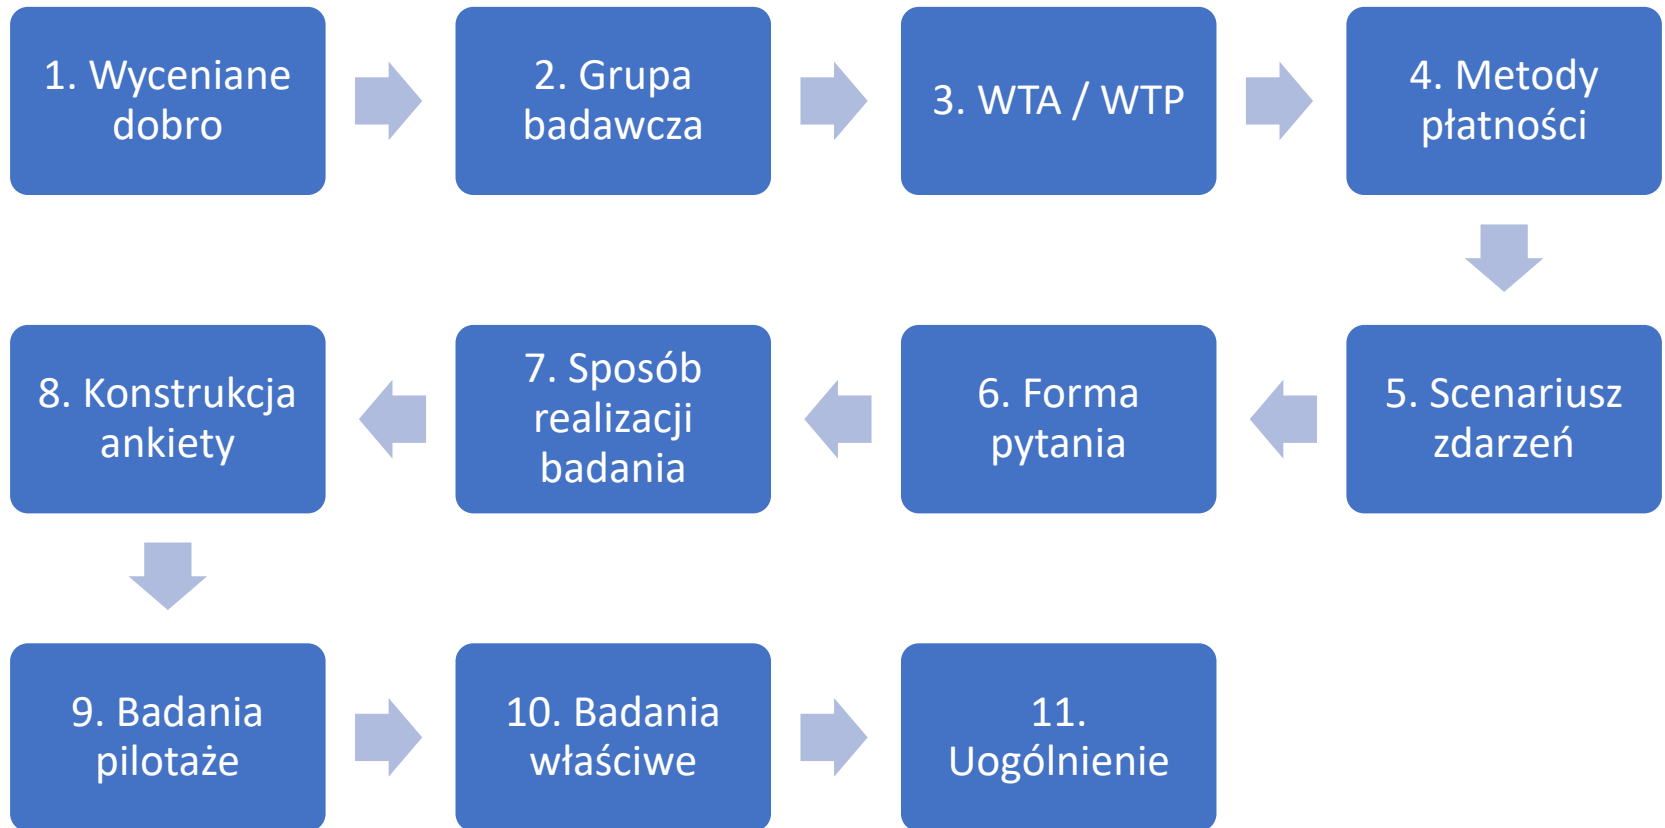 1. Wyceniane
dobro
2. Grupa
badawcza
3. WTA / WTP
4. Metody
płatności
5. Scenariusz
zdarzeń
6. Forma
pytania
7. Sposób
realizacji
badania
8. Konstrukcja
ankiety
9. Badania
pilotaże
10. Badania
właściwe
11.
Uogólnienie